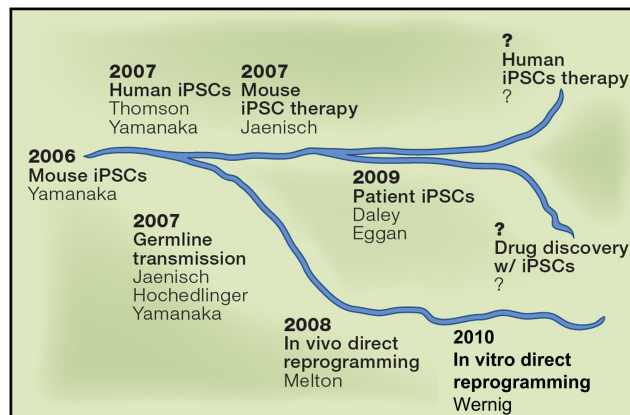 ?
Human
iPSCs therapy
?
2007
Human iPSCs
Thomson
Yamanaka
2007
Mouse
iPSC therapy
Jaenisch
2006
Mouse iPSCs
Yamanaka
2009
Patient iPSCs
Daley
Eggan
2007
Germline
transmission
Jaenisch
Hochedlinger
Yamanaka
?
Drug discovery
w/ iPSCs
?
2008
In vivo direct
reprogramming
Melton
2010
In vitro direct
reprogramming
Wernig